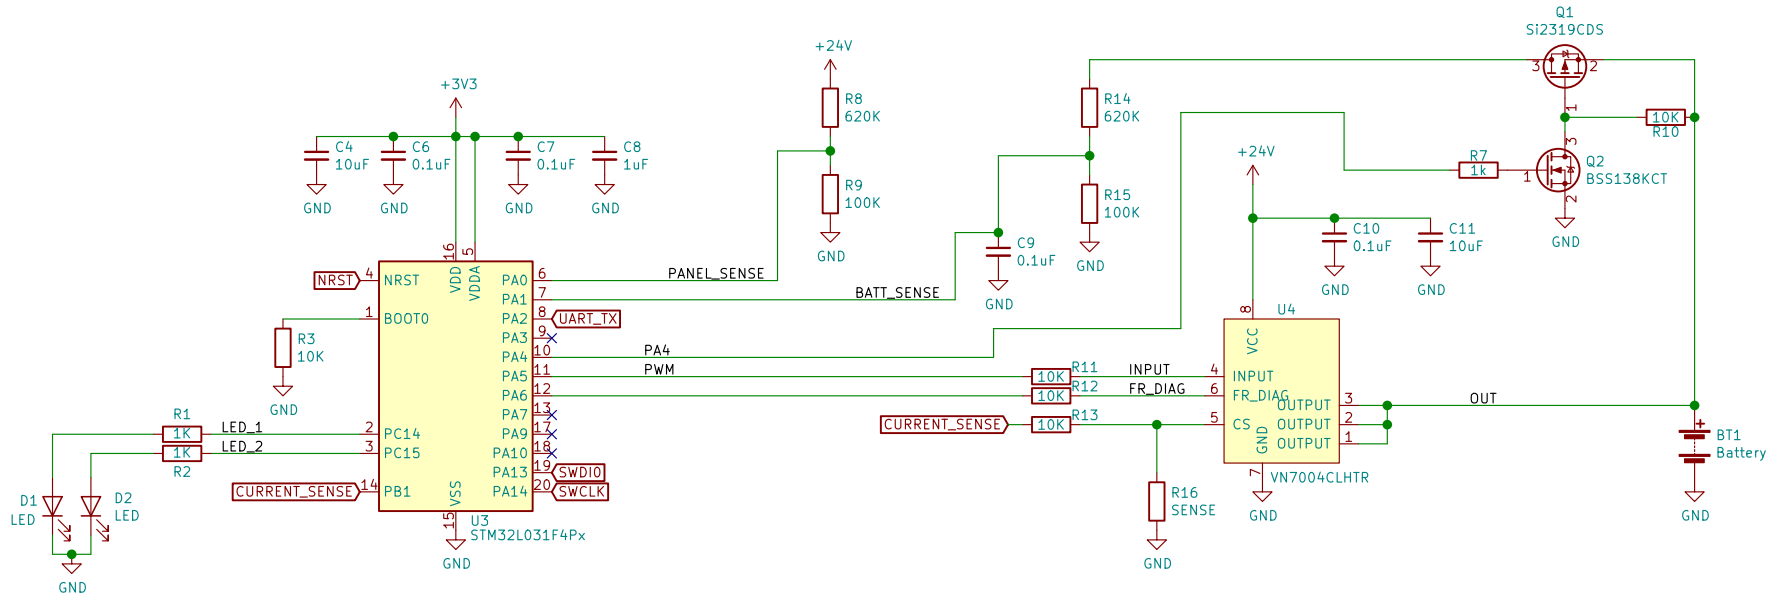 Q1
Si2319CDS
3
2
1
10K
R10
3
Q2
BSS138KCT
1
2
GND
R7
1k
+24V
R8
620K
R9
100K
GND
R14
620K
R15
100K
GND
C9
0.1uF
GND
+3V3
C4
10uF
GND
C6
0.1uF
GND
C7
0.1uF
GND
C8
1uF
GND
+24V
C10
0.1uF
GND
C11
10uF
GND
16
5
VDD
VDDA
NRST
4
NRST
1
BOOT0
R3
10K
GND
R1
1K
LED_1
2
PC14
1K
R2
LED_2
3
PC15
CURRENT_SENSE
14
PB1
D1
LED
D2
LED
GND
PA0
6
PANEL_SENSE
PA1
7
BATT_SENSE
PA2
8
UART_TX
PA3
9
PA4
10
PA4
PA5
11
PWM
PA6
12
PA7
13
PA9
17
PA10
18
PA13
19
SWDIO
PA14
20
SWCLK
VSS
15
U3
STM32L031F4Px
GND
R11
10K
INPUT
R12
10K
FR_DIAG
CURRENT_SENSE
R13
10K
R16
SENSE
GND
U4
8
VCC
4
INPUT
6
FR_DIAG
5
CS
OUTPUT
3
OUTPUT
2
OUTPUT
1
GND
7
VN7004CLHTR
GND
OUT
+
BT1
Battery
GND